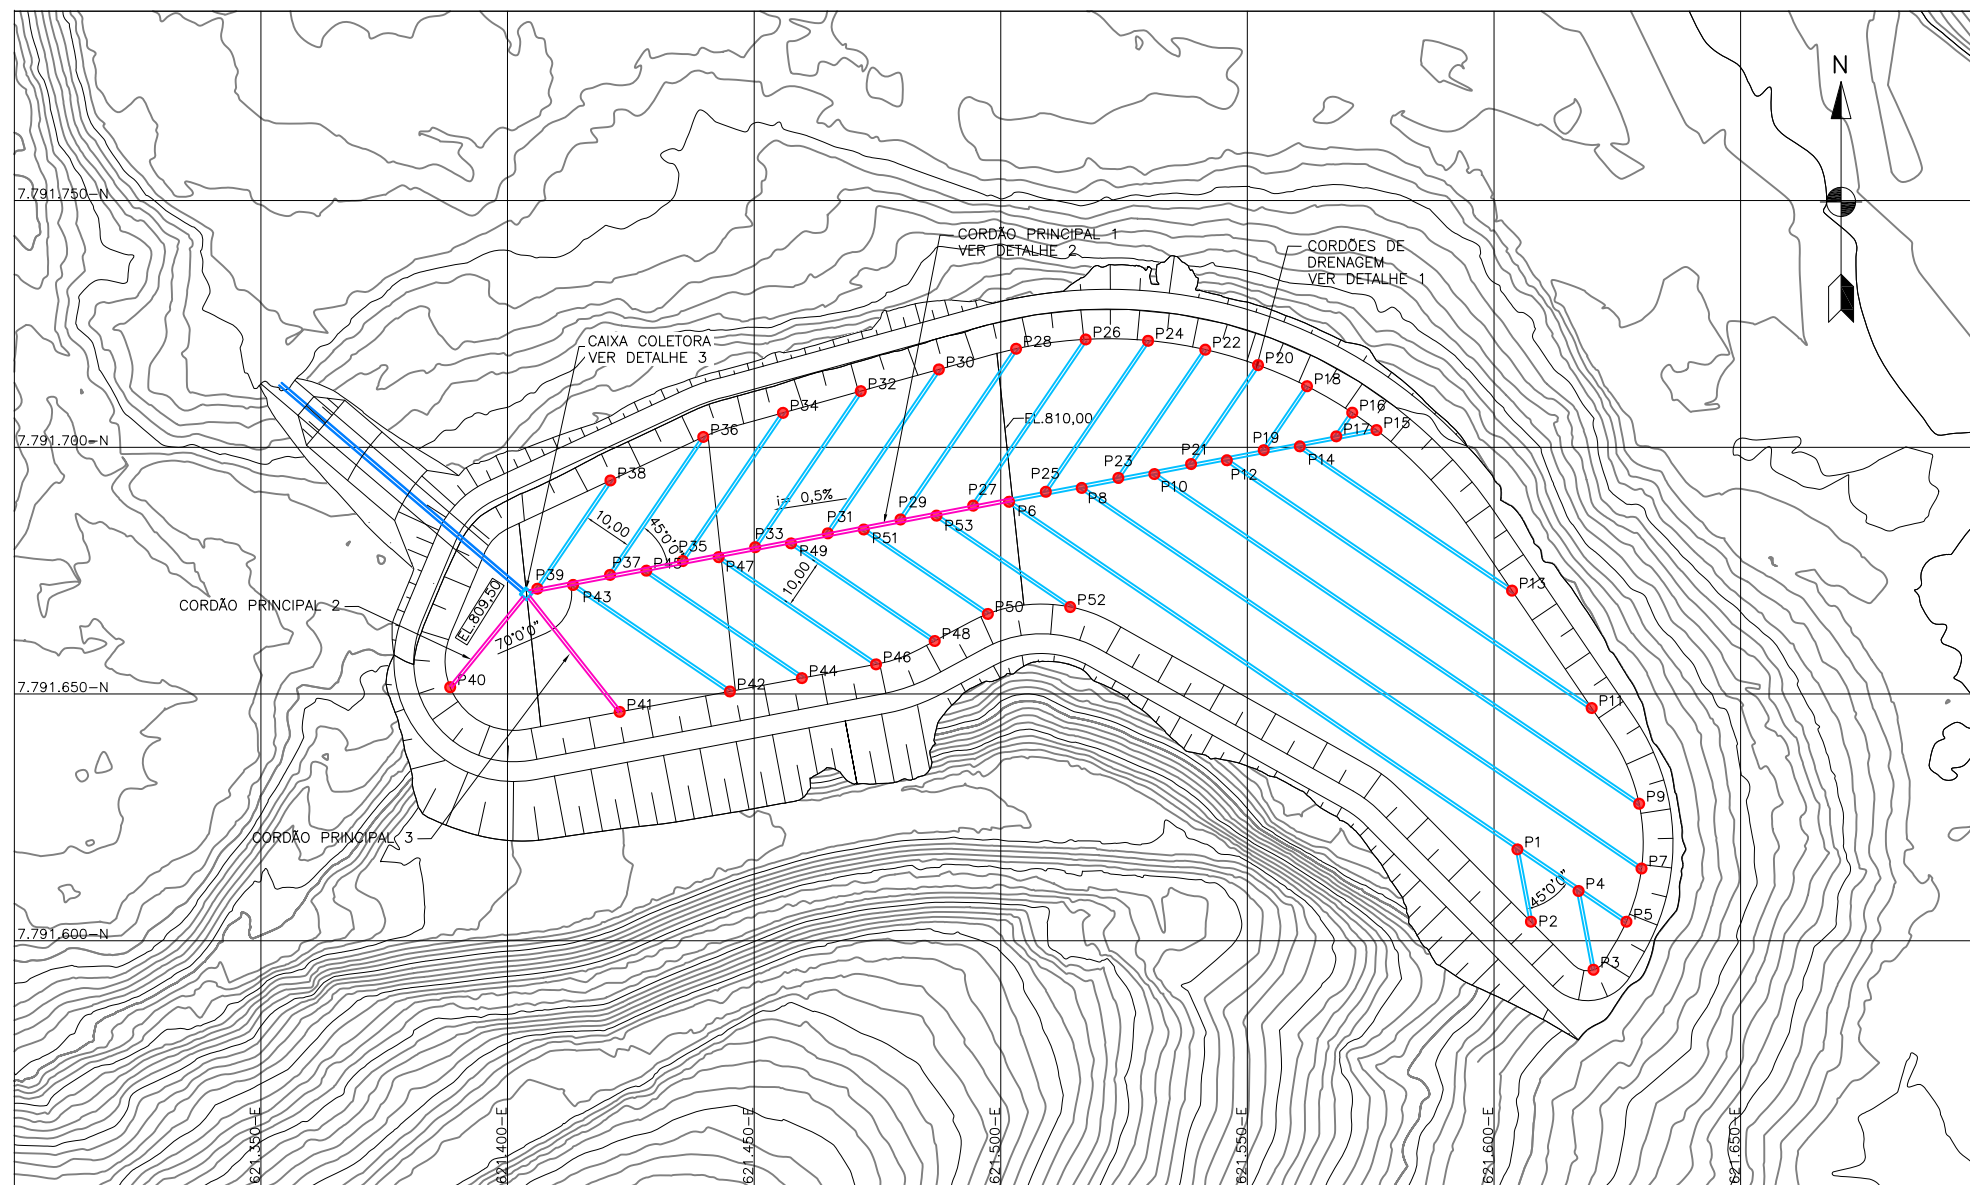 N
7.791.750-N
CORDÃO PRINCIPAL 1
VER DETALHE 2
CORDÕES DE
DRENAGEM
VER DETALHE 1
CAIXA COLETORA
VER DETALHE 3
P28
P26
P24
P22
P30
P20
P32
P18
P34
P16
P36
EL.810,00
P15
P17
7.791.700-N
P19
P14
P21
P12
P38
P23
P10
P25
P8
i= 0,5%
P27
P6
P29
P53
10,00
45°0'0"
P31
P51
P33
P49
P35
P47
P37
P45
10,00
P39
P43
P13
CORDÃO PRINCIPAL 2
EL.809,50
70°0'0"
P50
P52
P48
P46
P44
P40
P42
7.791.650-N
P41
P11
P9
CORDÃO PRINCIPAL 3
P1
P7
45°0'0"
P4
P2
P5
7.791.600-N
P3
621.350-E
621.400-E
621.450-E
621.500-E
621.550-E
621.600-E
621.650-E